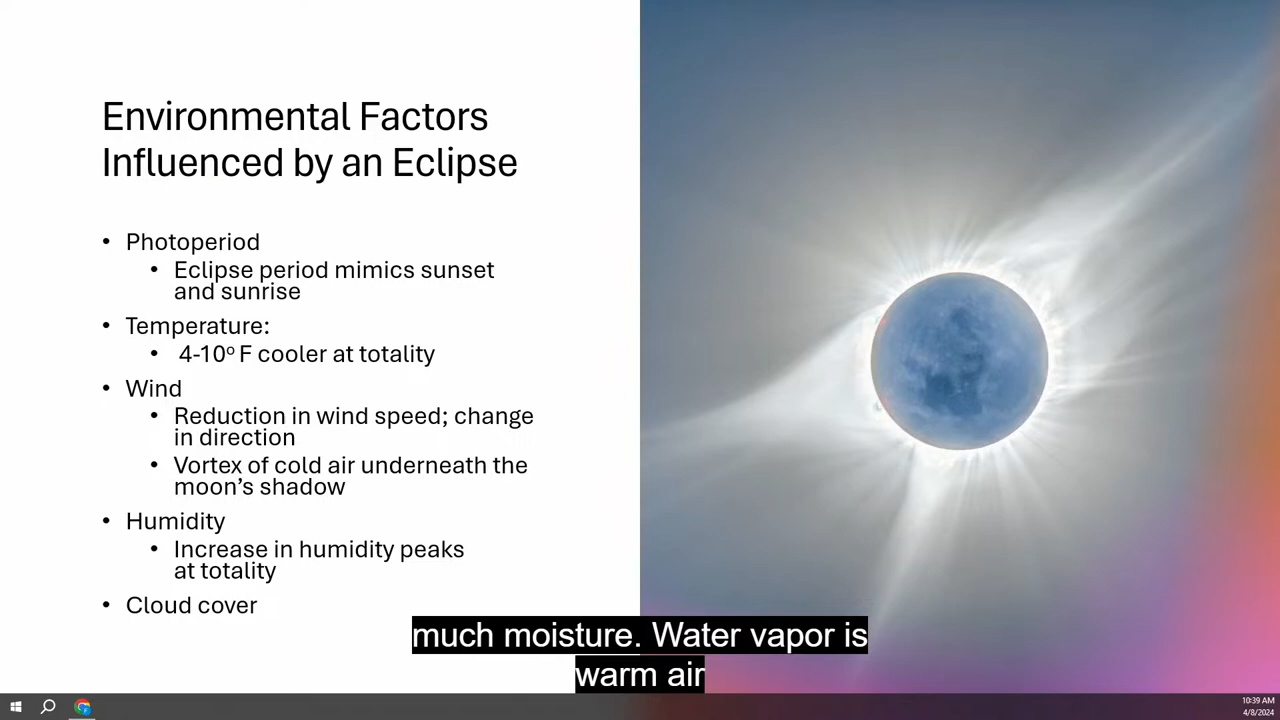 Environmental Factors
Influenced by an Eclipse
• Photoperiod
• Eclipse period mimics sunset
and sunrise
• Temperature:
• 4-10º F cooler at totality
• Wind
• Reduction in wind speed; change
in direction
• Vortex of cold air underneath the
moon’s shadow
• Humidity
• Increase in humidity peaks
at totality
• Cloud cover
much moisture. Water vapor is
warm air
10:39 AM
4/8/2024